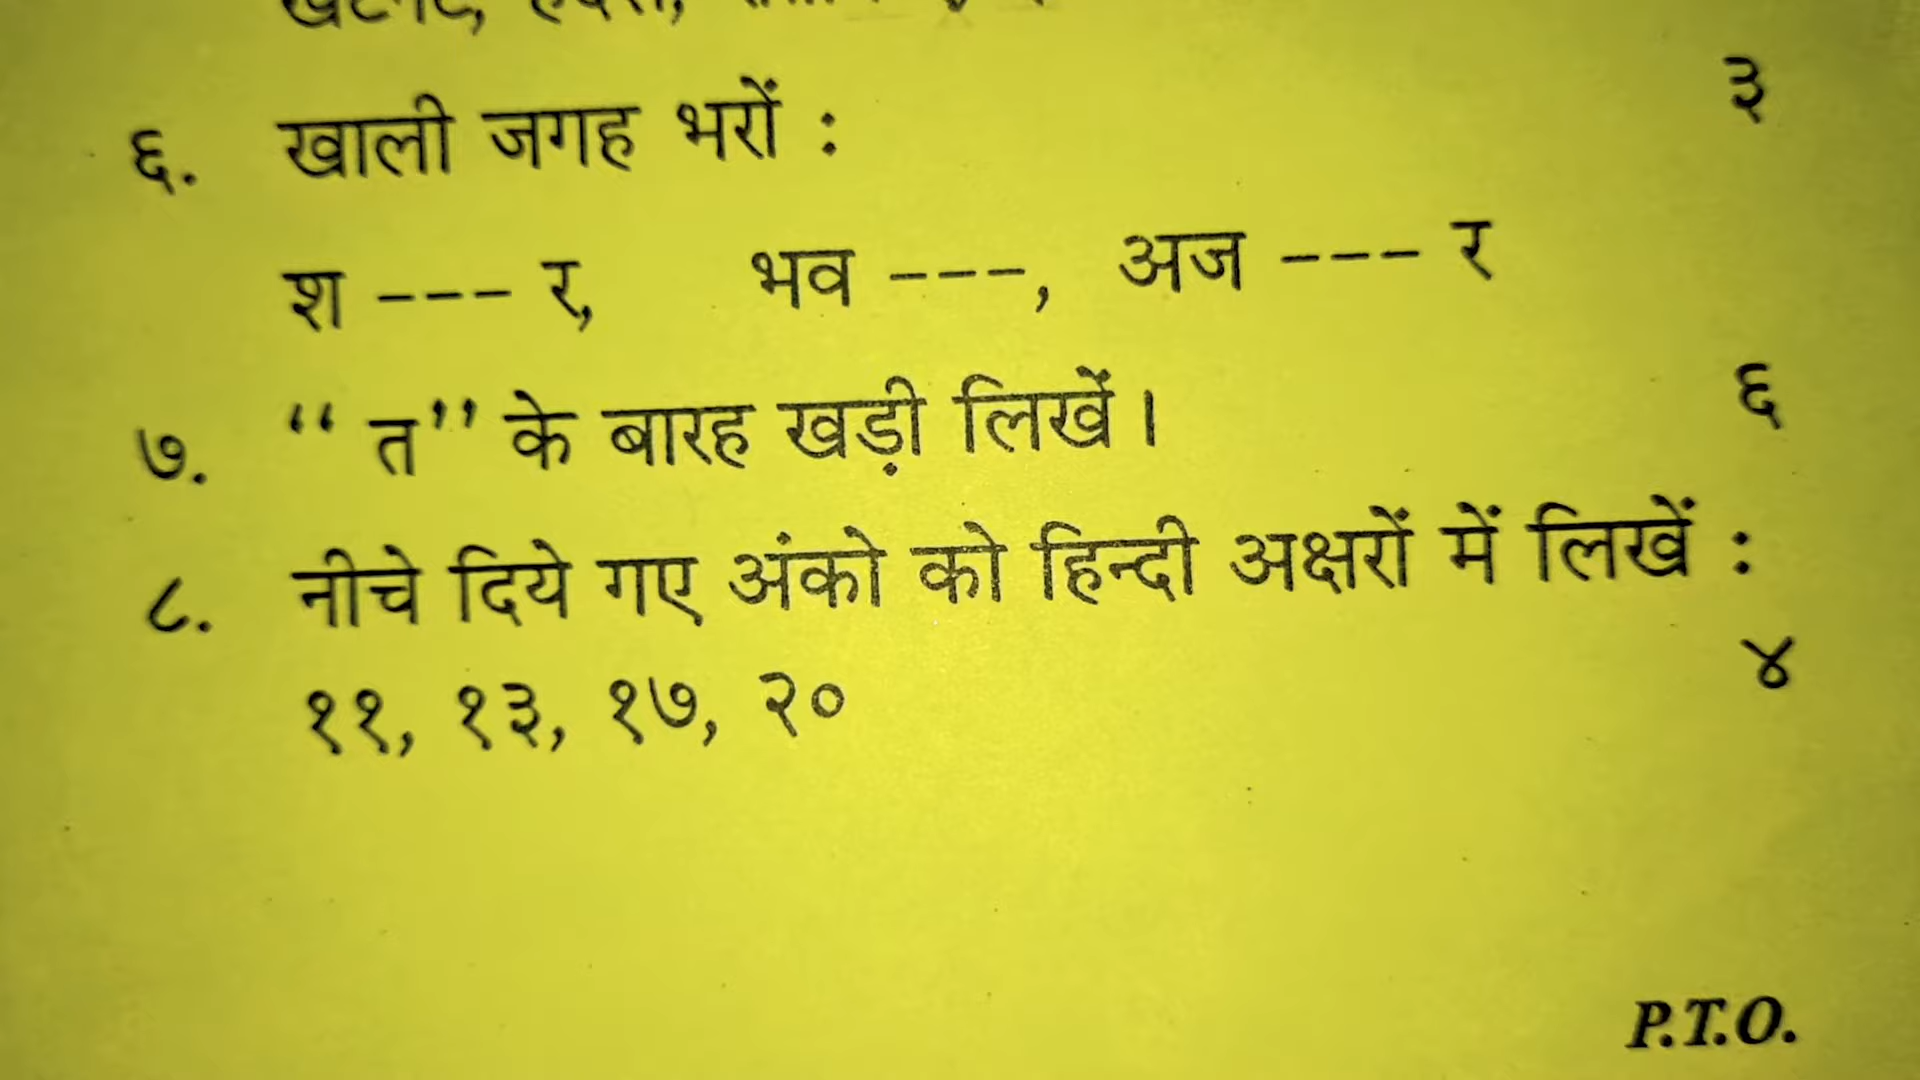 ३
६. खाली जगह भरों :
श --- र, भव ---, अज --- र
६
७. “ त” के बारह खड़ी लिखें।
८. नीचे दिये गए अंको को हिन्दी अक्षरों में लिखें :
४
११, १३, १७, २०
P.T.O.